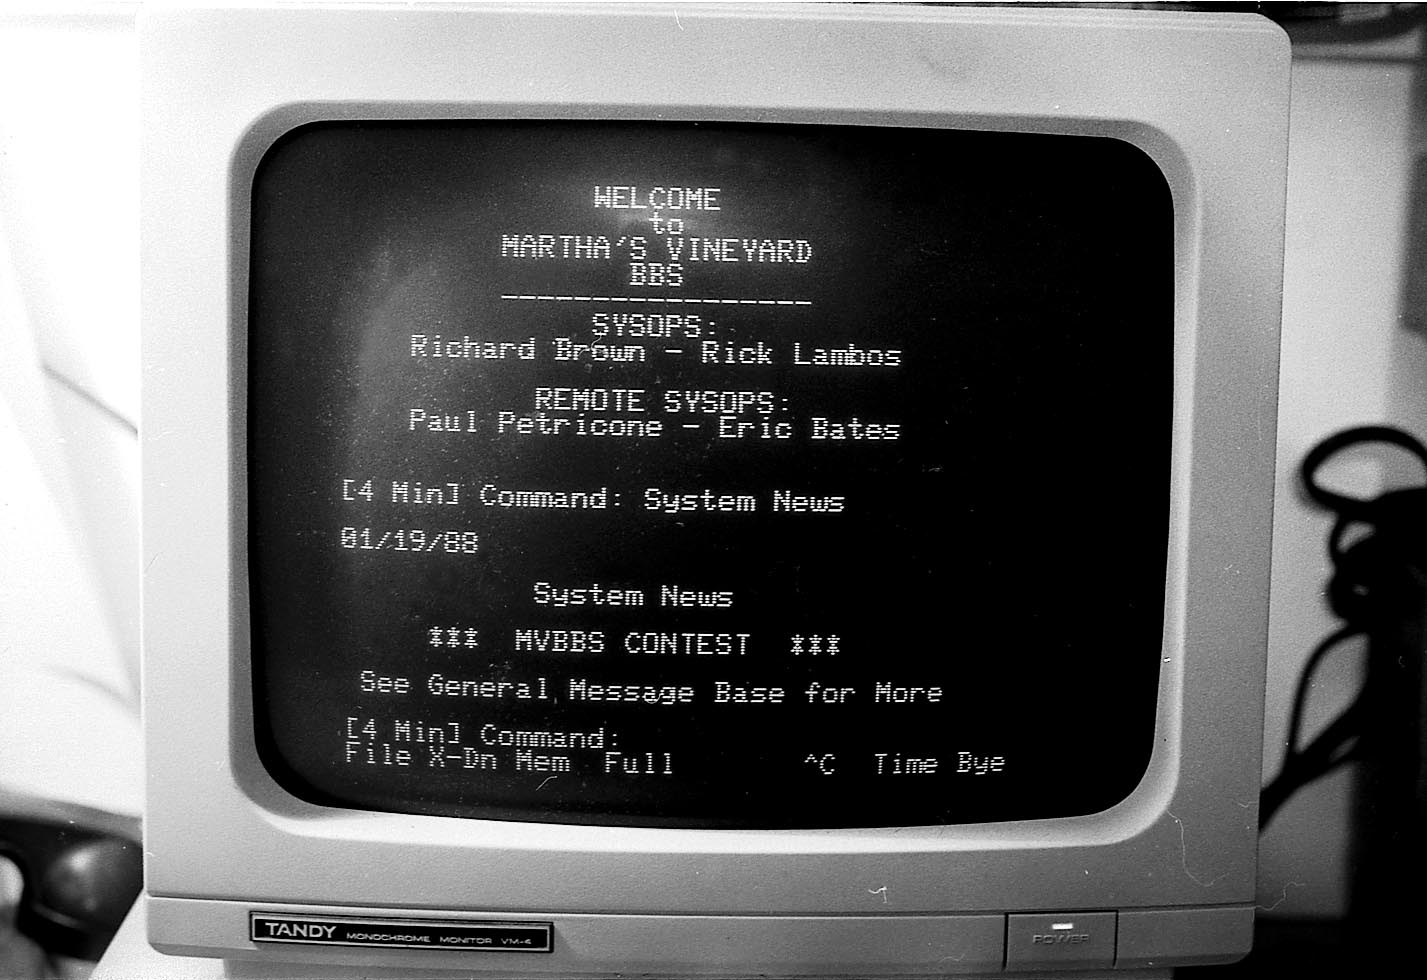 WELCOME
to
MARTHA'S VINEYARD
BBS
-----------------
SYSOPS:
Richard Brown - Rick Lambos
REMOTE SYSOPS:
Paul Petricone - Eric Bates
[4 Min] Command: System News
01/19/88
System News
*** MVBBS CONTEST ***
See General Message Base for More
[4 Min] Command:
File X-Dn Mem Full ^C Time Bye
TANDY MONOCHROME MONITOR VM-4
POWER